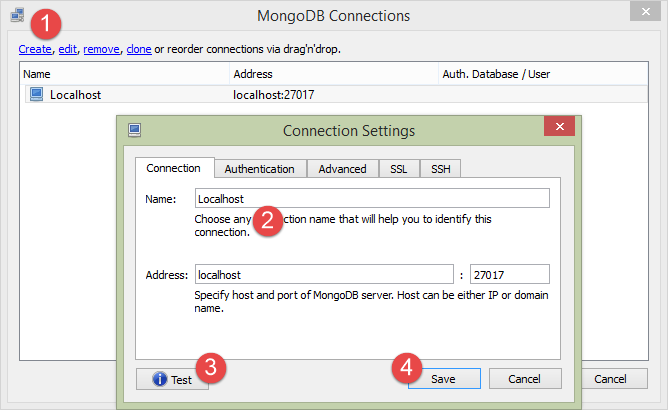 MongoDB Connections
1
Create, edit, remove, clone or reorder connections via drag'n'drop.
Name Address Auth. Database / User
Localhost localhost:27017
Connection Settings
Connection Authentication Advanced SSL SSH
Name: Localhost
Choose any ction name that will help you to identify this
2
connection.
Address: localhost : 27017
Specify host and port of MongoDB server. Host can be either IP or domain
name.
3 4
Test Save Cancel Cancel